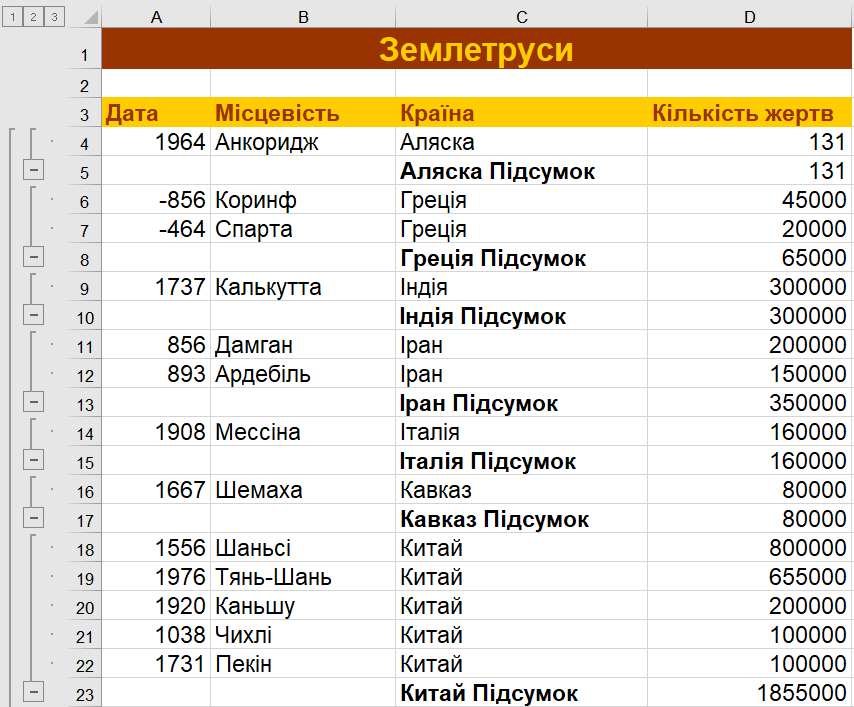 1 2 3 A B C D
1 Землетруси
2
3 Дата Місцевість Країна Кількість жертв
4 1964 Анкоридж Аляска 131
5 Аляска Підсумок 131
6 -856 Коринф Греція 45000
7 -464 Спарта Греція 20000
8 Греція Підсумок 65000
9 1737 Калькутта Індія 300000
10 Індія Підсумок 300000
11 856 Дамган Іран 200000
12 893 Ардебіль Іран 150000
13 Іран Підсумок 350000
14 1908 Мессіна Італія 160000
15 Італія Підсумок 160000
16 1667 Шемаха Кавказ 80000
17 Кавказ Підсумок 80000
18 1556 Шаньсі Китай 800000
19 1976 Тянь-Шань Китай 655000
20 1920 Каньшу Китай 200000
21 1038 Чихлі Китай 100000
22 1731 Пекін Китай 100000
23 Китай Підсумок 1855000